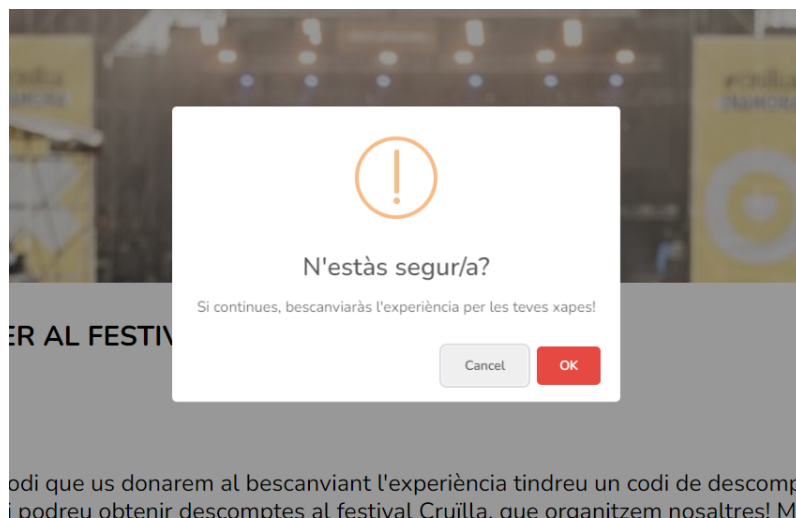 N'estàs segur/a?
Si continues, bescanviaràs l'experiència per les teves xapes!
Cancel
OK
ER AL FESTIV
odi que us donarem al bescanviant l'experiència tindreu un codi de descomp
i podreu obtenir descomptes al festival Cruïlla, que organitzem nosaltres! M